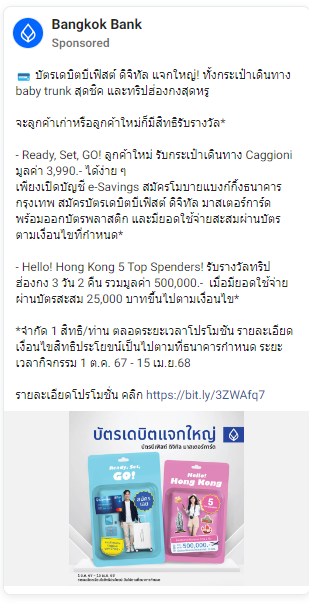 Bangkok Bank
Sponsored
บัตรเดบิตบีเฟิสต์ ดิจิทัล แจกใหญ่! ทั้งกระเป๋าเดินทาง
baby trunk สุดชิค และทริปฮ่องกงสุดหรู
จะลูกค้าเก่าหรือลูกค้าใหม่ก็มีสิทธิรับรางวัล*
- Ready, Set, GO! ลูกค้าใหม่ รับกระเป๋าเดินทาง Caggioni
มูลค่า 3,990.- ได้ง่าย ๆ
เพียงเปิดบัญชี e-Savings สมัครโมบายแบงก์กิ้งธนาคาร
กรุงเทพ สมัครบัตรเดบิตบีเฟิสต์ ดิจิทัล มาสเตอร์การ์ด
พร้อมออกบัตรพลาสติก และมียอดใช้จ่ายสะสมผ่านบัตร
ตามเงื่อนไขที่กำหนด*
- Hello! Hong Kong 5 Top Spenders! รับรางวัลทริป
ฮ่องกง 3 วัน 2 คืน รวมมูลค่า 500,000.- เมื่อมียอดใช้จ่าย
ผ่านบัตรสะสม 25,000 บาทขึ้นไปตามเงื่อนไข*
*จำกัด 1 สิทธิ/ท่าน ตลอดระยะเวลาโปรโมชั่น รายละเอียด
เงื่อนไขสิทธิประโยชน์เป็นไปตามที่ธนาคารกำหนด ระยะ
เวลากิจกรรม 1 ต.ค. 67 - 15 เม.ย.68
รายละเอียดโปรโมชั่น คลิก https://bit.ly/3ZWAfq7
บัตรเดบิตแจกใหญ่
บัตรบีเฟิสต์ ดิจิทัล มาสเตอร์การ์ด
Ready, Set,
GO!
สมัคร
เลย
Hello!
Hong Kong
5
500,000.-